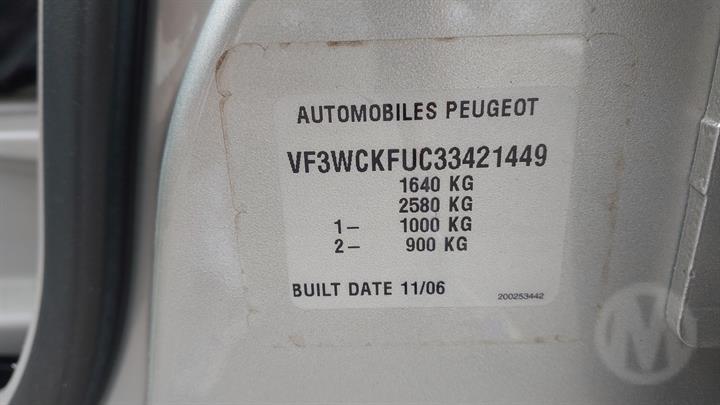 AUTOMOBILES PEUGEOT
VF3WCKFUC33421449
1640 KG
2580 KG
1– 1000 KG
2– 900 KG
BUILT DATE 11/06
200253442
M